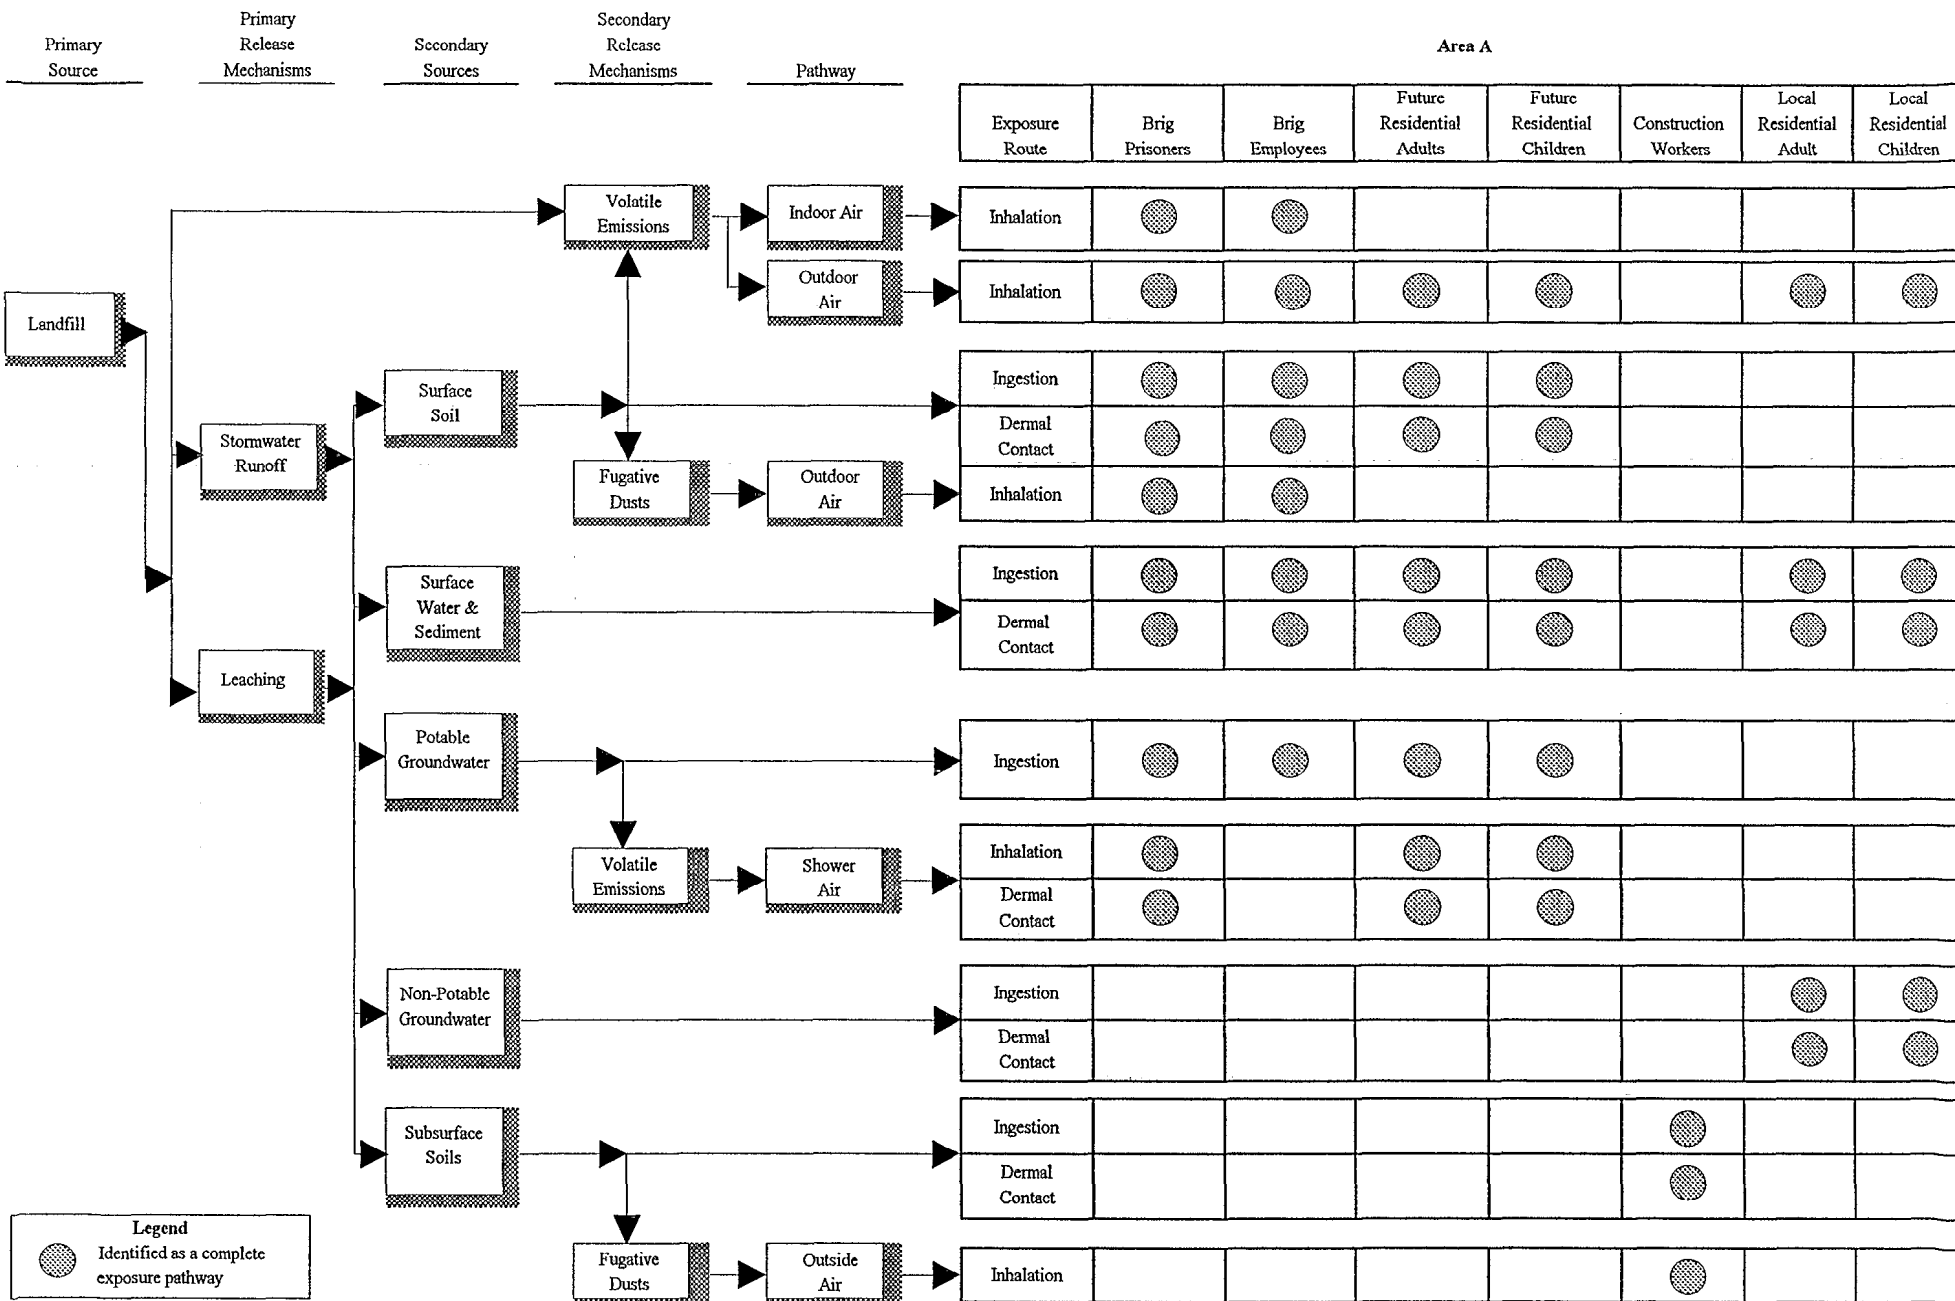 Primary
Source
Primary
Release
Mechanisms
Secondary
Sources
Secondary
Release
Mechanisms
Pathway
Area A
Exposure
Route
Brig
Prisoners
Brig
Employees
Future
Residential
Adults
Future
Residential
Children
Construction
Workers
Local
Residential
Adult
Local
Residential
Children
Volatile
Emissions
Indoor Air
Inhalation
Outdoor
Air
Inhalation
Landfill
Surface
Soil
Ingestion
Dermal
Contact
Stormwater
Runoff
Fugative
Dusts
Outdoor
Air
Inhalation
Surface
Water &
Sediment
Ingestion
Dermal
Contact
Leaching
Potable
Groundwater
Ingestion
Volatile
Emissions
Shower
Air
Inhalation
Dermal
Contact
Non-Potable
Groundwater
Ingestion
Dermal
Contact
Subsurface
Soils
Ingestion
Dermal
Contact
Fugative
Dusts
Outside
Air
Inhalation
Legend
Identified as a complete
exposure pathway